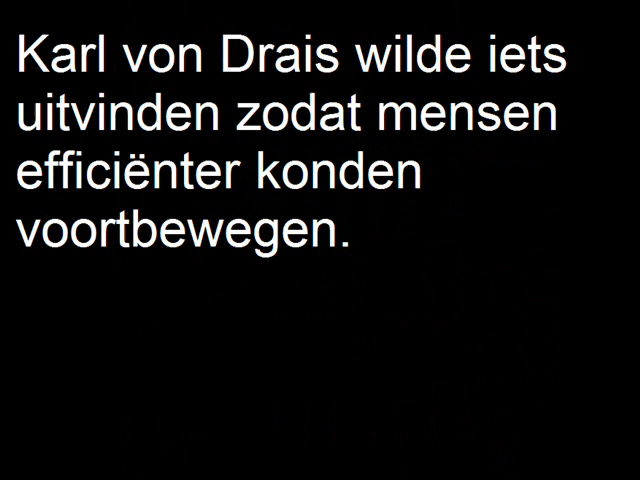 Karl von Drais wilde iets
uitvinden zodat mensen
efficiënter konden
voortbewegen.